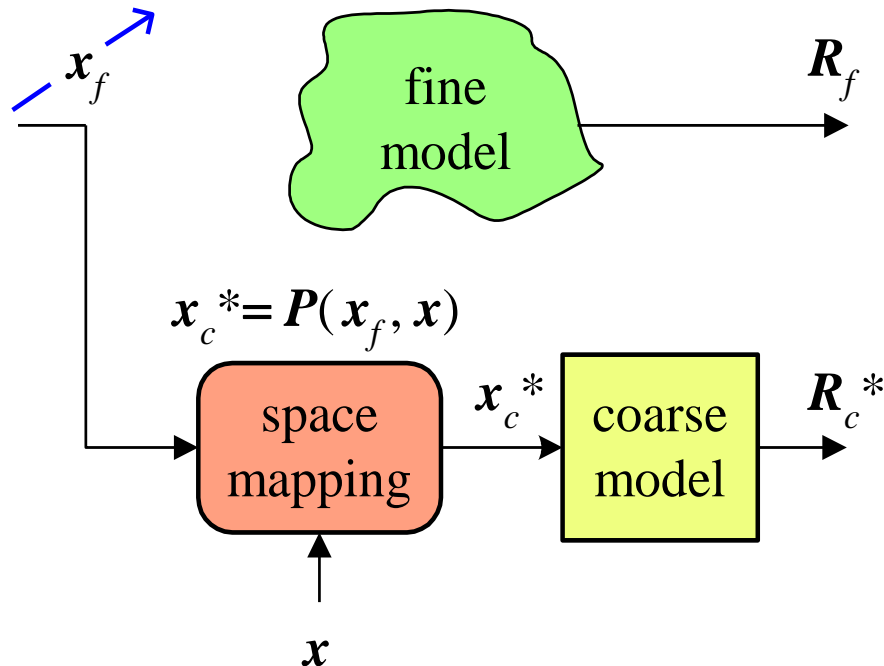 x_f
fine
model
R_f
x_c*= P( x_f, x)
space
mapping
x_c*
coarse
model
R_c*
x